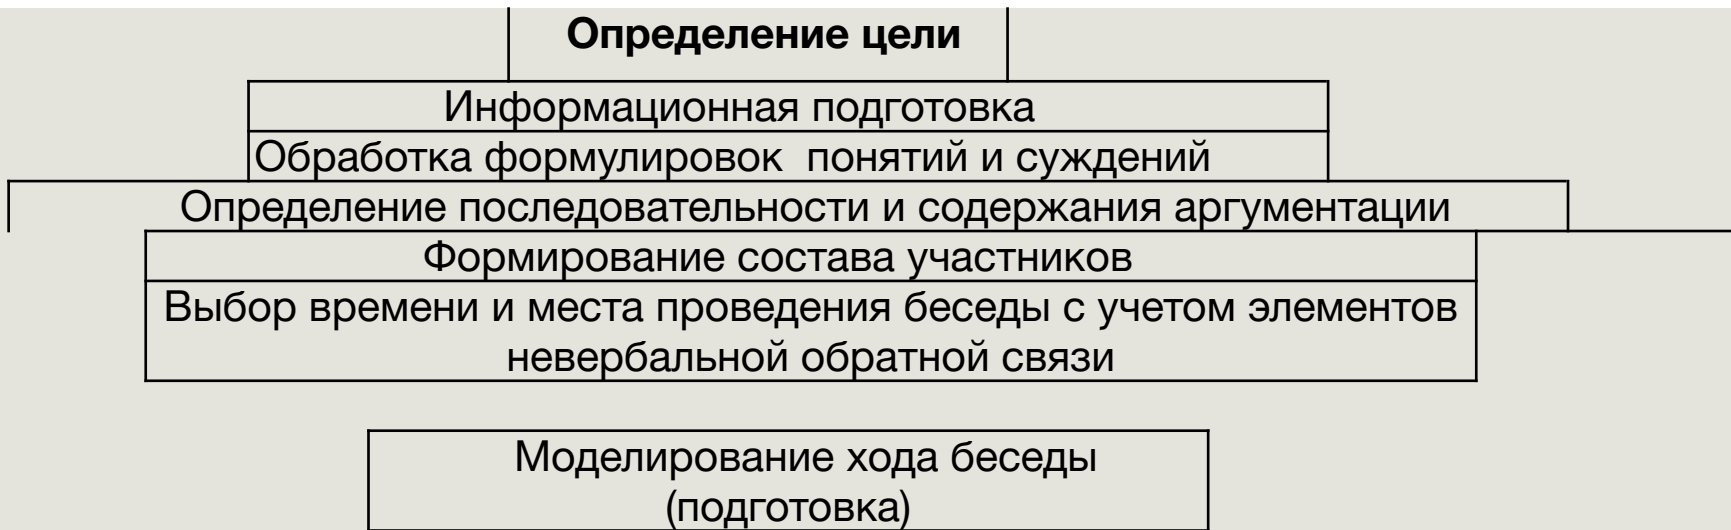 Определение цели
Информационная подготовка
Обработка формулировок понятий и суждений
Определение последовательности и содержания аргументации
Формирование состава участников
Выбор времени и места проведения беседы с учетом элементов
невербальной обратной связи
Моделирование хода беседы
(подготовка)